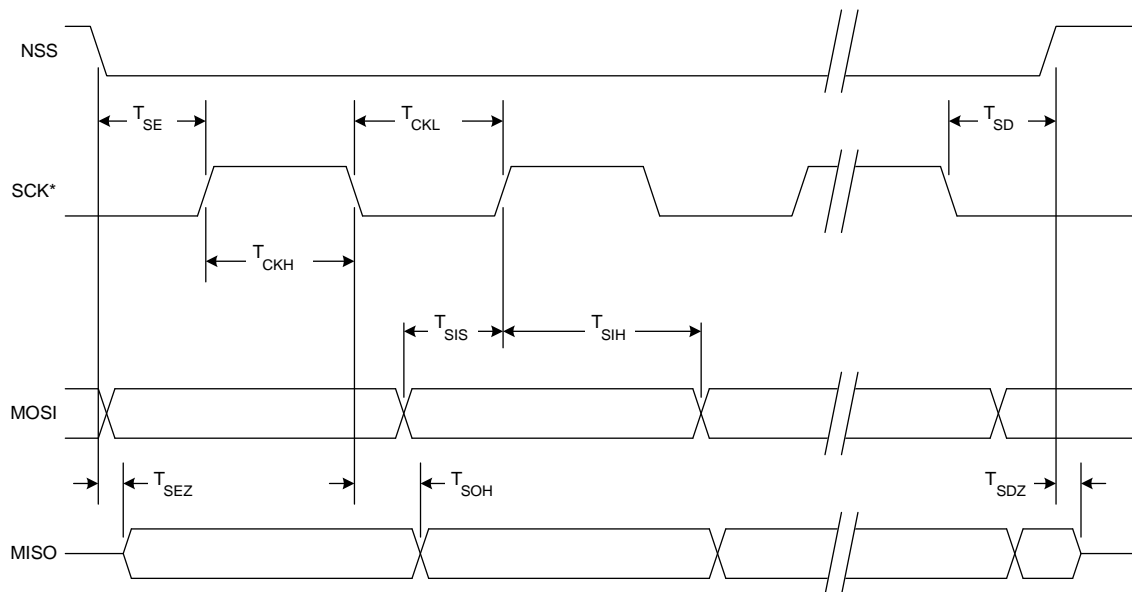 NSS
T_SE
T_CKL
T_SD
SCK*
T_CKH
T_SIS
T_SIH
MOSI
T_SEZ
T_SOH
T_SDZ
MISO